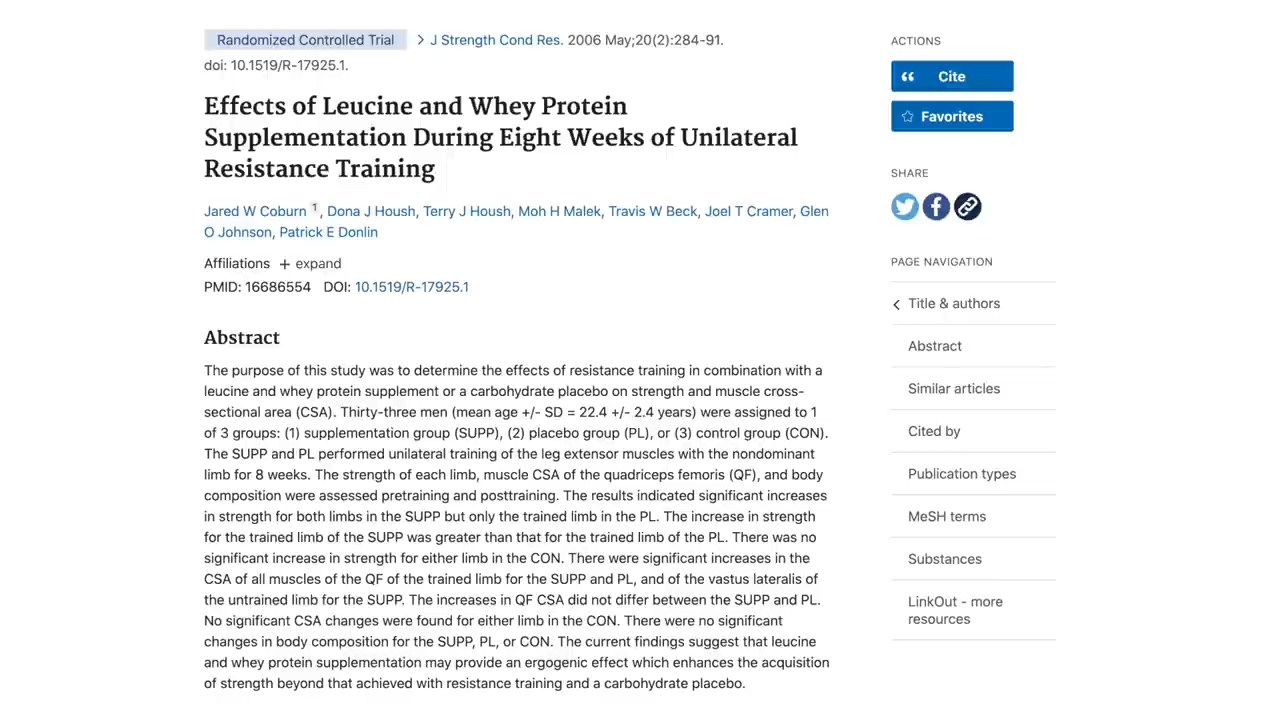 Randomized Controlled Trial > J Strength Cond Res. 2006 May;20(2):284-91.
doi: 10.1519/R-17925.1.
Effects of Leucine and Whey Protein
Supplementation During Eight Weeks of Unilateral
Resistance Training
Jared W Coburn 1, Dona J Housh, Terry J Housh, Moh H Malek, Travis W Beck, Joel T Cramer, Glen
O Johnson, Patrick E Donlin
Affiliations + expand
PMID: 16686554 DOI: 10.1519/R-17925.1
Abstract
The purpose of this study was to determine the effects of resistance training in combination with a
leucine and whey protein supplement or a carbohydrate placebo on strength and muscle cross-
sectional area (CSA). Thirty-three men (mean age +/- SD = 22.4 +/- 2.4 years) were assigned to 1
of 3 groups: (1) supplementation group (SUPP), (2) placebo group (PL), or (3) control group (CON).
The SUPP and PL performed unilateral training of the leg extensor muscles with the nondominant
limb for 8 weeks. The strength of each limb, muscle CSA of the quadriceps femoris (QF), and body
composition were assessed pretraining and posttraining. The results indicated significant increases
in strength for both limbs in the SUPP but only the trained limb in the PL. The increase in strength
for the trained limb of the SUPP was greater than that for the trained limb of the PL. There was no
significant increase in strength for either limb in the CON. There were significant increases in the
CSA of all muscles of the QF of the trained limb for the SUPP and PL, and of the vastus lateralis of
the untrained limb for the SUPP. The increases in QF CSA did not differ between the SUPP and PL.
No significant CSA changes were found for either limb in the CON. There were no significant
changes in body composition for the SUPP, PL, or CON. The current findings suggest that leucine
and whey protein supplementation may provide an ergogenic effect which enhances the acquisition
of strength beyond that achieved with resistance training and a carbohydrate placebo.
ACTIONS
Cite
Favorites
SHARE
PAGE NAVIGATION
Title & authors
Abstract
Similar articles
Cited by
Publication types
MeSH terms
Substances
LinkOut - more
resources